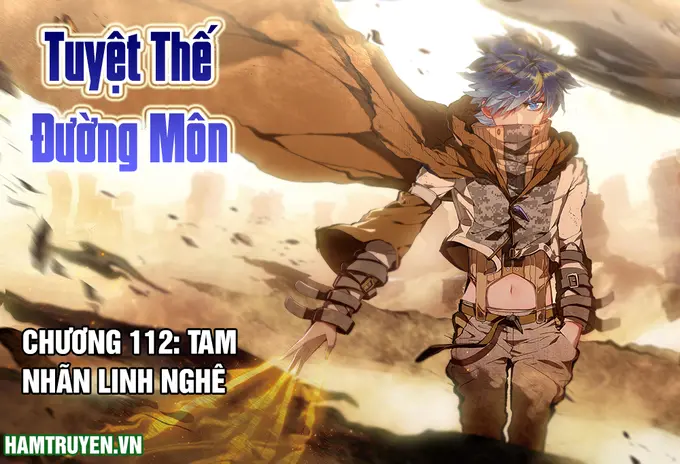 Tuyệt Thế
Đường Môn
CHƯƠNG 112: TAM
NHÃN LINH NGHÊ
HAMTRUYEN.VN